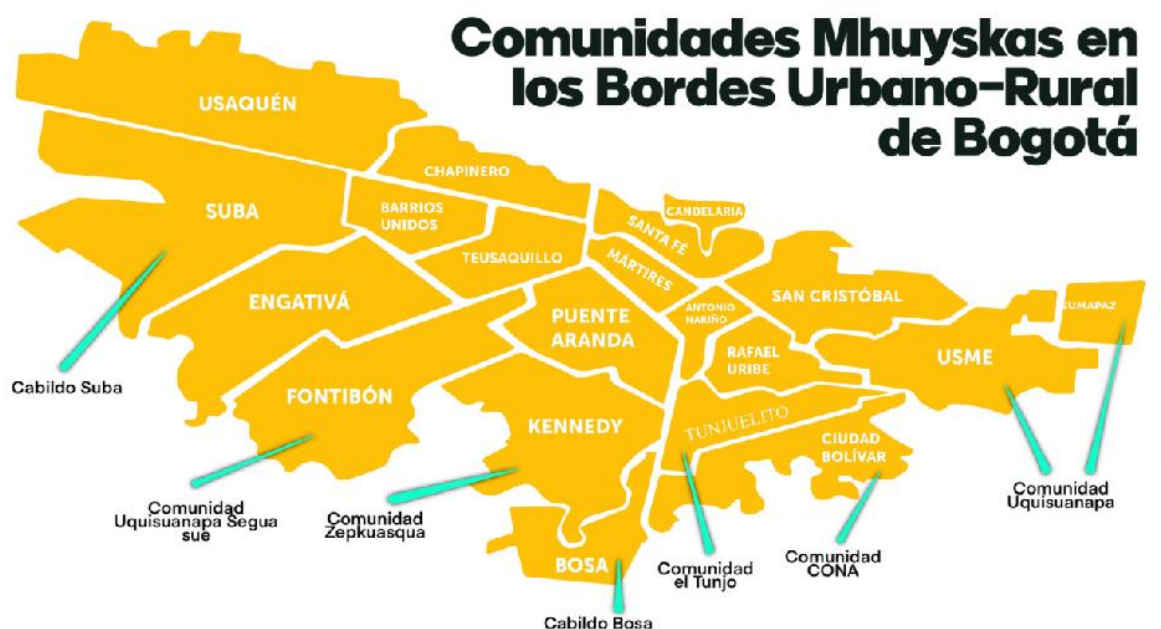 Comunidades Mhuyskas en
los Bordes Urbano-Rural
de Bogotá
USAQUÉN
CHAPINERO
SUBA
BARRIOS
UNIDOS
CANDELARIA
SANTA FÉ
TEUSAQUILLO
MÁRTIRES
ENGATIVÁ
PUENTE
ARANDA
ANTONIO
NARIÑO
SAN CRISTÓBAL
SUMAPAZ
RAFAEL
URIBE
USME
Cabildo Suba
FONTIBÓN
KENNEDY
TUNJUELITO
CIUDAD
BOLÍVAR
Comunidad
Uquisuanapa Segua
sue
Comunidad
Zepkuasqua
BOSA
Comunidad
el Tunjo
Comunidad
CONA
Comunidad
Uquisuanapa
Cabildo Bosa